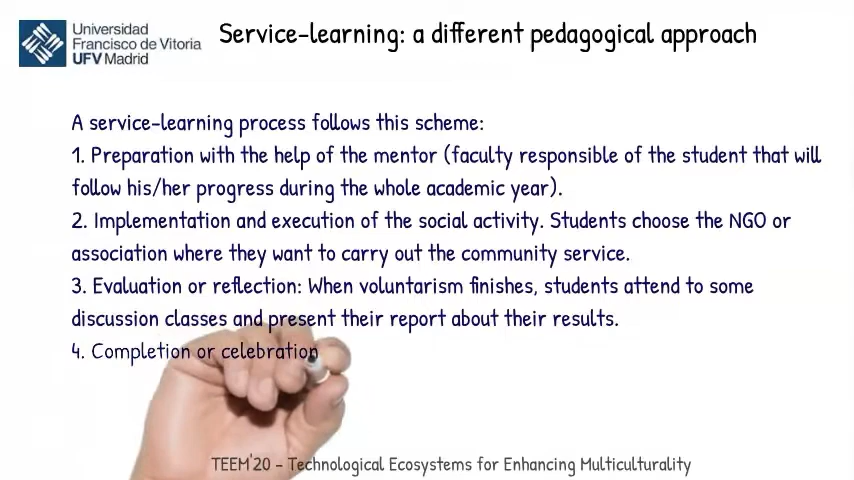 Universidad
Francisco de Vitoria
UFV Madrid
Service-learning: a different pedagogical approach
A service-learning process follows this scheme:
1. Preparation with the help of the mentor (faculty responsible of the student that will
follow his/her progress during the whole academic year).
2. Implementation and execution of the social activity. Students choose the NGO or
association where they want to carry out the community service.
3. Evaluation or reflection: When voluntarism finishes, students attend to some
discussion classes and present their report about their results.
4. Completion or celebration
TEEM'20 - Technological Ecosystems for Enhancing Multiculturality